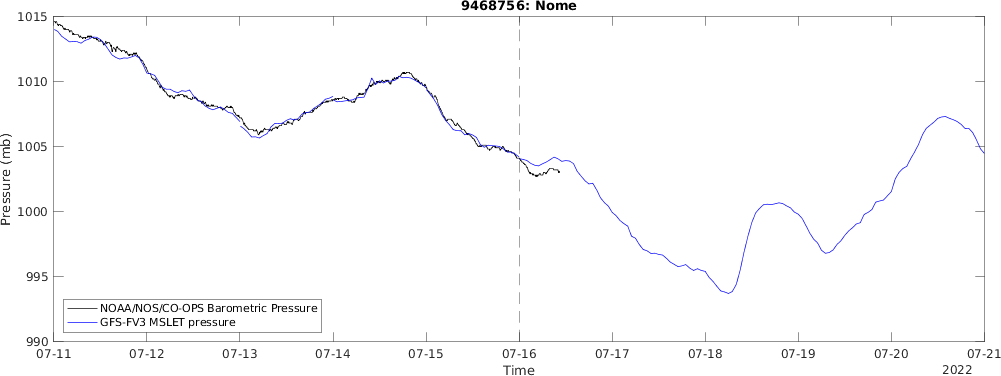 9468756: Nome
1015
1010
1005
1000
995
990
Pressure (mb)
NOAA/NOS/CO-OPS Barometric Pressure
GFS-FV3 MSLET pressure
07-11 07-12 07-13 07-14 07-15 07-16 07-17 07-18 07-19 07-20 07-21
Time
2022